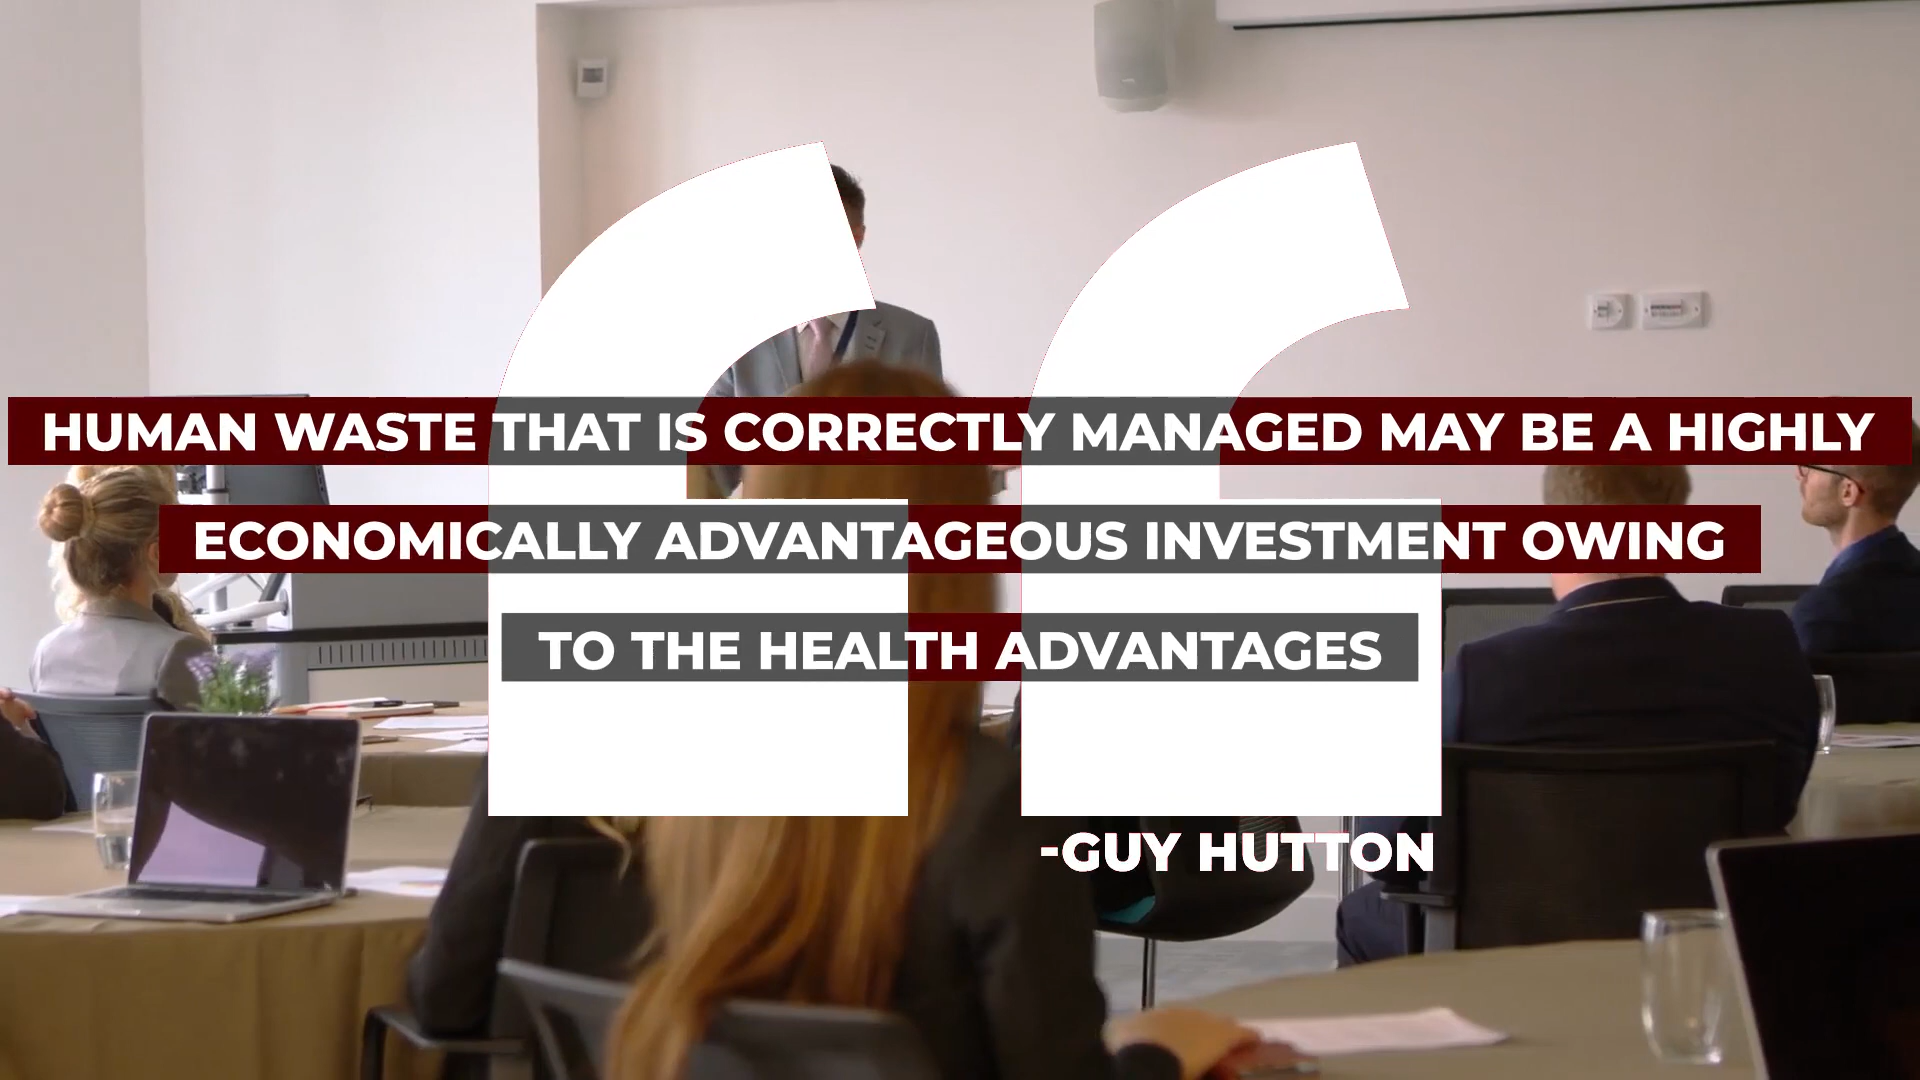 HUMAN WASTE THAT IS CORRECTLY MANAGED MAY BE A HIGHLY
ECONOMICALLY ADVANTAGEOUS INVESTMENT OWING
TO THE HEALTH ADVANTAGES
-GUY HUTTON